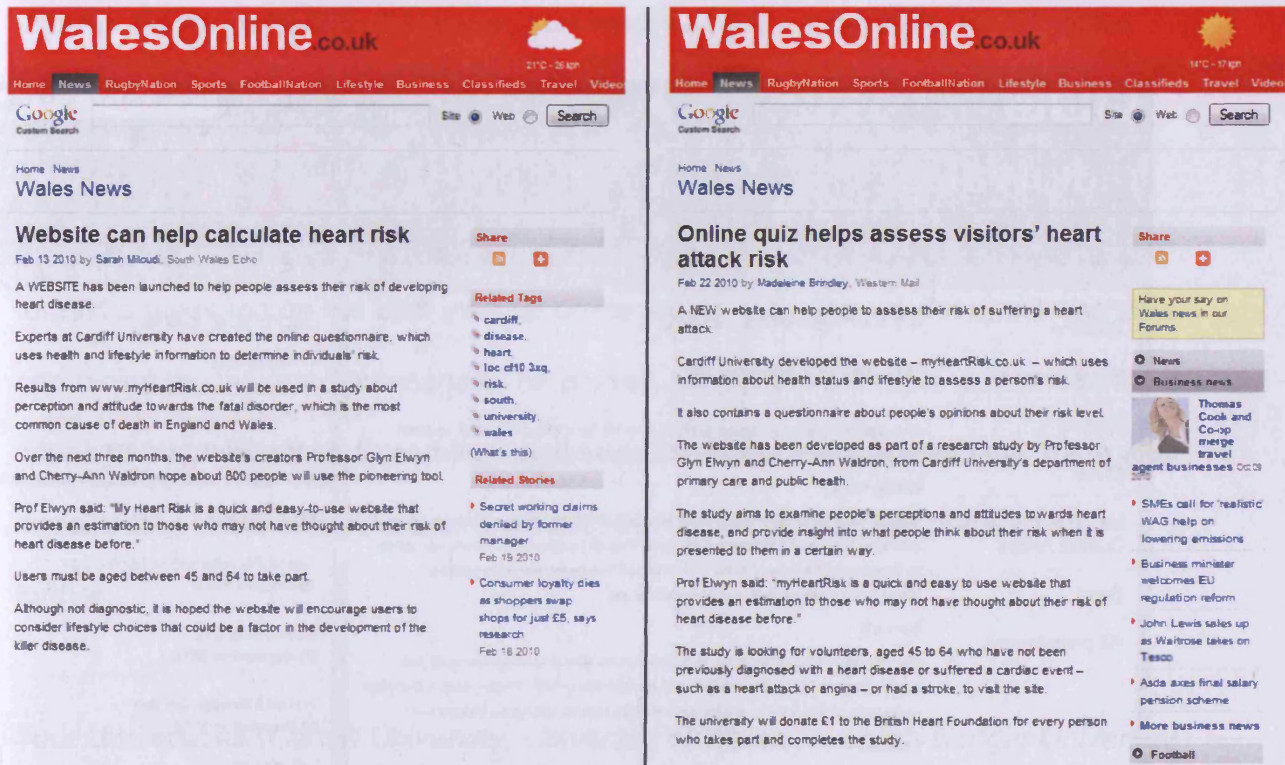 WalesOnline.co.uk
21°C - 26 kph
Home News RugbyNation Sports FootballNation Lifestyle Business Classifieds Travel Video
Google
Custom Search
Site Web Search
Home News
Wales News
Website can help calculate heart risk
Feb 13 2010 by Sarah Miloudi, South Wales Echo
A WEBSITE has been launched to help people assess their risk of developing
heart disease.
Experts at Cardiff University have created the online questionnaire, which
uses health and lifestyle information to determine individuals' risk.
Results from www.myHeartRisk.co.uk will be used in a study about
perception and attitude towards the fatal disorder, which is the most
common cause of death in England and Wales.
Over the next three months, the website's creators Professor Glyn Elwyn
and Cherry-Ann Waldron hope about 800 people will use the pioneering tool.
Prof Elwyn said: "My Heart Risk is a quick and easy-to-use website that
provides an estimation to those who may not have thought about their risk of
heart disease before."
Users must be aged between 45 and 64 to take part.
Although not diagnostic, it is hoped the website will encourage users to
consider lifestyle choices that could be a factor in the development of the
killer disease.
Share
Related Tags
cardiff,
disease,
heart,
loc cf10 3xq,
risk,
south,
university,
wales
(What's this)
Related Stories
Secret working claims
denied by former
manager
Feb 19 2010
Consumer loyalty dies
as shoppers swap
shops for just £5, says
research
Feb 18 2010
WalesOnline.co.uk
14°C - 17 kph
Home News RugbyNation Sports FootballNation Lifestyle Business Classifieds Travel Video
Google
Custom Search
Site Web Search
Home News
Wales News
Online quiz helps assess visitors' heart
attack risk
Feb 22 2010 by Madeleine Brindley, Western Mail
A NEW website can help people to assess their risk of suffering a heart
attack.
Cardiff University developed the website – myHeartRisk.co.uk – which uses
information about health status and lifestyle to assess a person's risk.
It also contains a questionnaire about people's opinions about their risk level.
The website has been developed as part of a research study by Professor
Glyn Elwyn and Cherry-Ann Waldron, from Cardiff University's department of
primary care and public health.
The study aims to examine people's perceptions and attitudes towards heart
disease, and provide insight into what people think about their risk when it is
presented to them in a certain way.
Prof Elwyn said: "myHeartRisk is a quick and easy to use website that
provides an estimation to those who may not have thought about their risk of
heart disease before."
The study is looking for volunteers, aged 45 to 64 who have not been
previously diagnosed with a heart disease or suffered a cardiac event –
such as a heart attack or angina – or had a stroke, to visit the site.
The university will donate £1 to the British Heart Foundation for every person
who takes part and completes the study.
Share
Have your say on
Wales news in our
Forums.
News
Business news
Thomas
Cook and
Co-op
merge
travel
agent businesses Oct
SMEs call for 'realistic'
WAG help on
lowering emissions
Business minister
welcomes EU
regulation reform
John Lewis sales up
as Waitrose takes on
Tesco
Asda axes final salary
pension scheme
More business news
Football